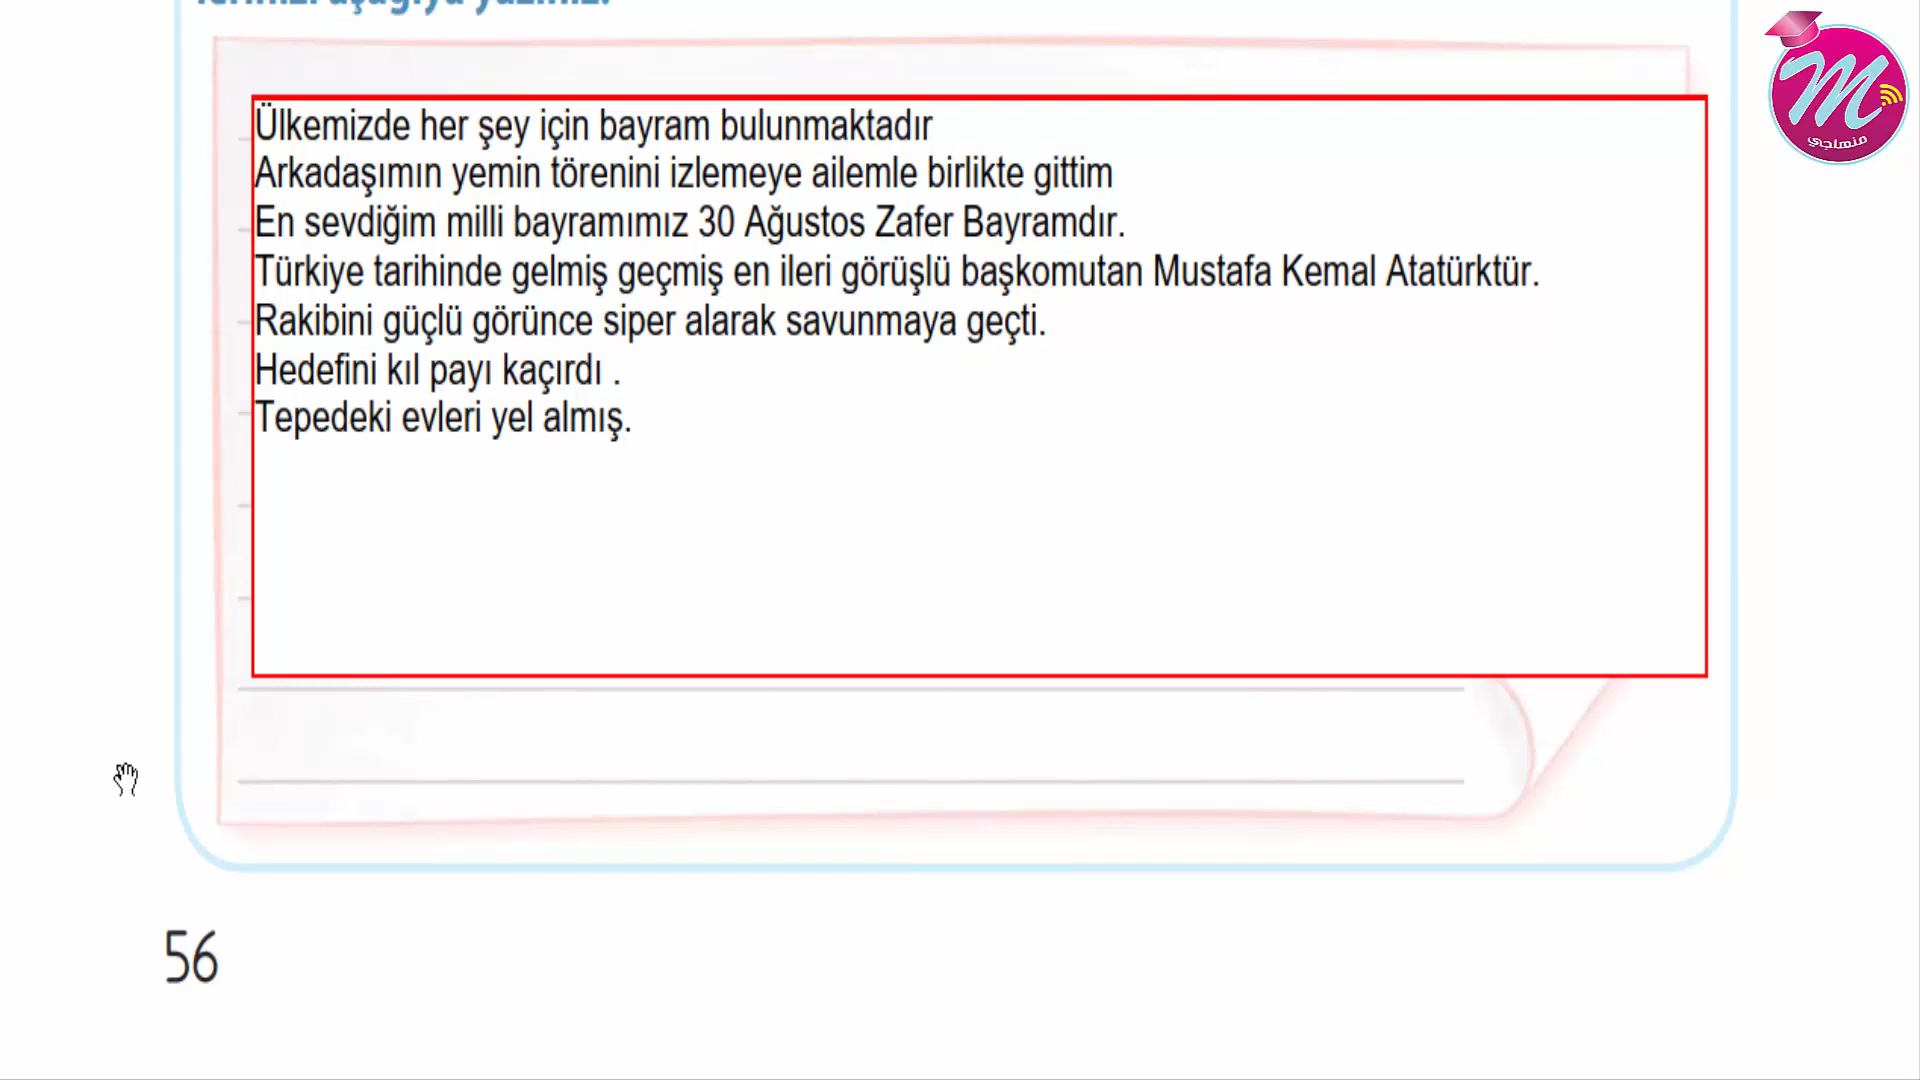 Ülkemizde her şey için bayram bulunmaktadır
Arkadaşımın yemin törenini izlemeye ailemle birlikte gittim
En sevdiğim milli bayramımız 30 Ağustos Zafer Bayramdır.
Türkiye tarihinde gelmiş geçmiş en ileri görüşlü başkomutan Mustafa Kemal Atatürktür.
Rakibini güçlü görünce siper alarak savunmaya geçti.
Hedefini kıl payı kaçırdı .
Tepedeki evleri yel almış.
56
M
منهاجي